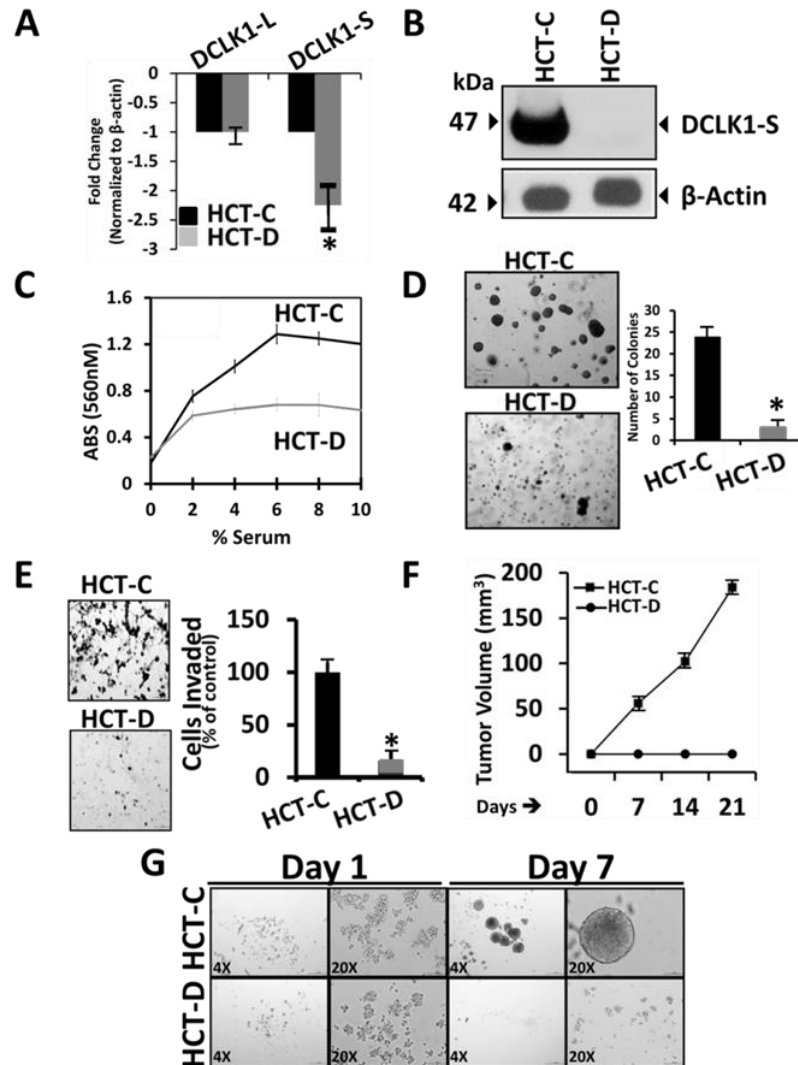 A
DCLK1-L
DCLK1-S
Fold Change
(Normalized to β-actin)
0
-0.5
-1
-1.5
-2
-2.5
-3
HCT-C
HCT-D
*
B
HCT-C
HCT-D
kDa
47
DCLK1-S
42
β-Actin
C
ABS (560nM)
1.6
1.2
0.8
0.4
0
HCT-C
HCT-D
0 2 4 6 8 10
% Serum
D
HCT-C
HCT-D
Number of Colonies
30
25
20
15
10
5
0
*
HCT-C
HCT-D
E
HCT-C
HCT-D
Cells Invaded
(% of control)
150
100
50
0
*
HCT-C
HCT-D
F
Tumor Volume (mm³)
200
150
100
50
0
HCT-C
HCT-D
Days → 0 7 14 21
G
Day 1 Day 7
HCT-C
4X 20X 4X 20X
HCT-D
4X 20X 4X 20X